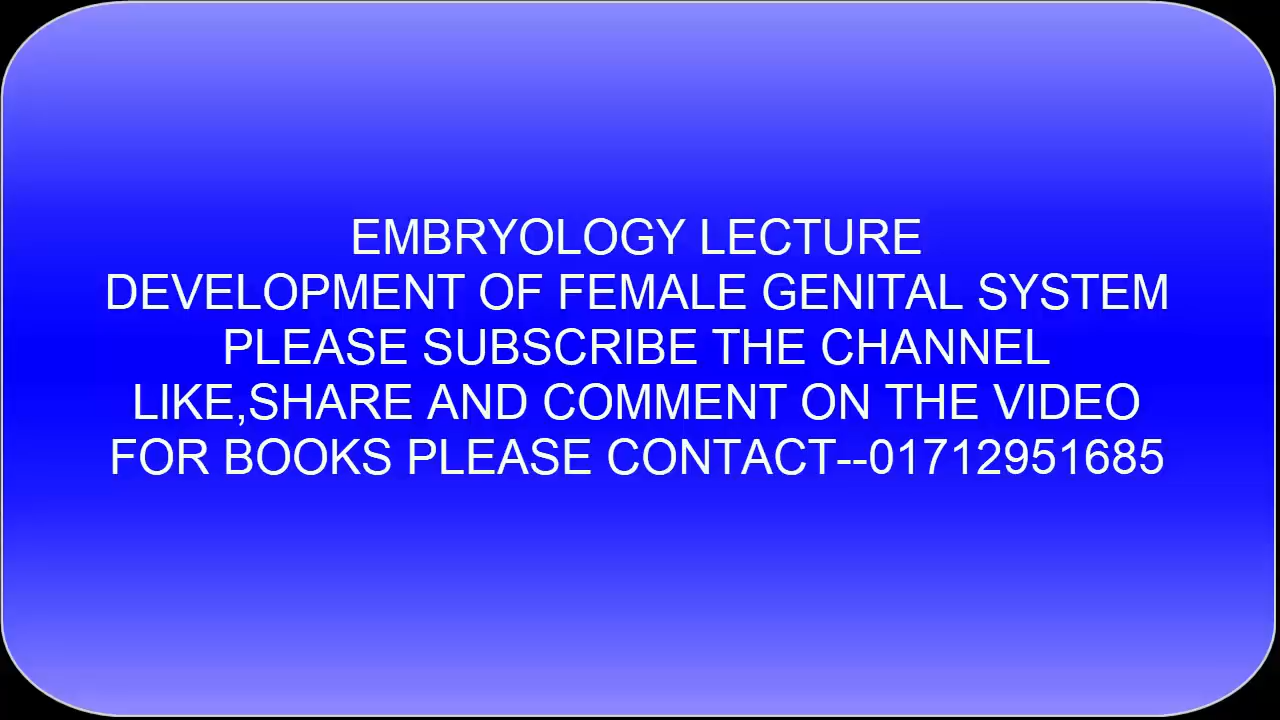 EMBRYOLOGY LECTURE
DEVELOPMENT OF FEMALE GENITAL SYSTEM
PLEASE SUBSCRIBE THE CHANNEL
LIKE,SHARE AND COMMENT ON THE VIDEO
FOR BOOKS PLEASE CONTACT--01712951685